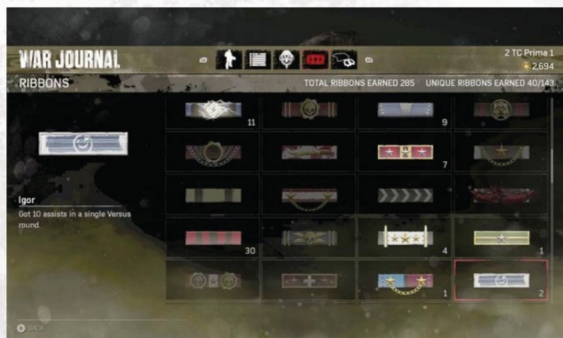 WAR JOURNAL
2 TC Prima 1
2,694
RIBBONS
TOTAL RIBBONS EARNED 285 UNIQUE RIBBONS EARNED 40/143
11
9
7
Igor
Got 10 assists in a single Versus
round.
30
4
1
1
2
BACK